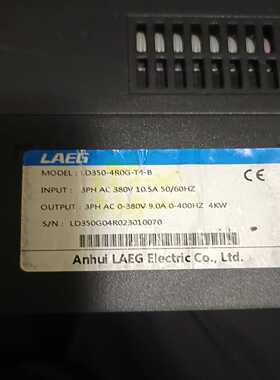 LAEG
MODEL : LD350-4R0G-T4-B
INPUT : 3PH AC 380V 10.5A 50/60HZ
OUTPUT : 3PH AC 0-380V 9.0A 0-400HZ 4KW
S/N : LD350G04R023010070
CE
Anhui LAEG Electric Co., Ltd.